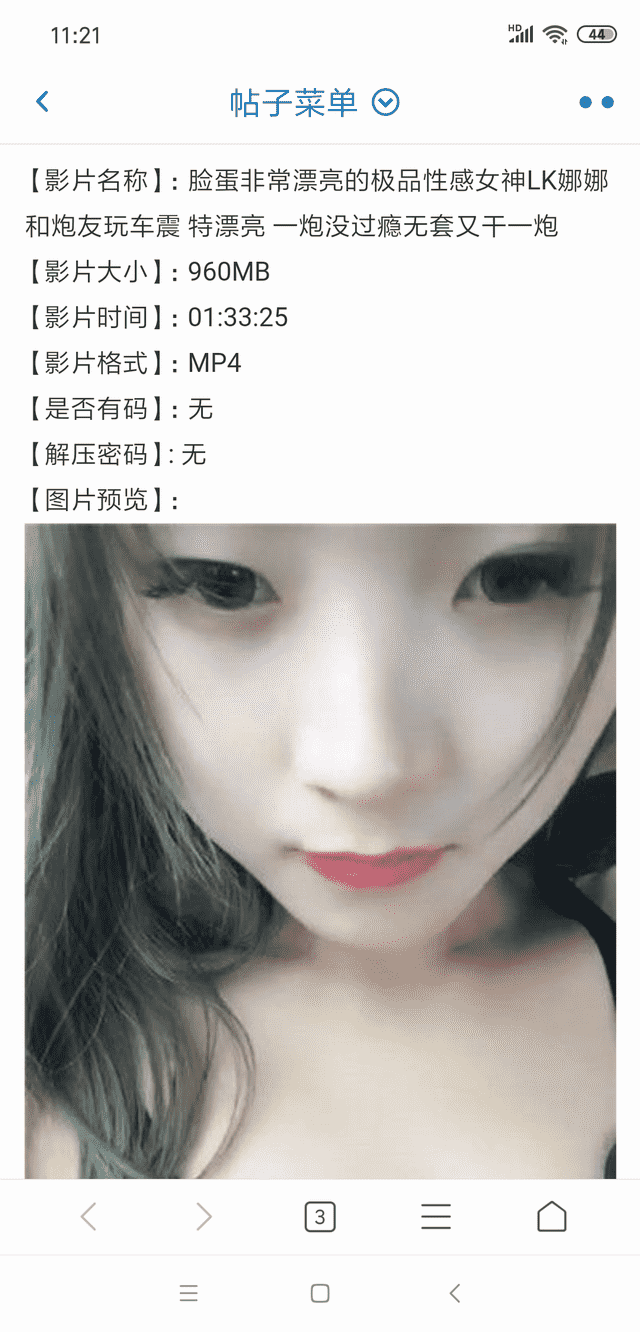 11:21
HD
44
帖子菜单
【影片名称】: 脸蛋非常漂亮的极品性感女神LK娜娜
和炮友玩车震 特漂亮 一炮没过瘾无套又干一炮
【影片大小】: 960MB
【影片时间】: 01:33:25
【影片格式】: MP4
【是否有码】: 无
【解压密码】: 无
【图片预览】:
3